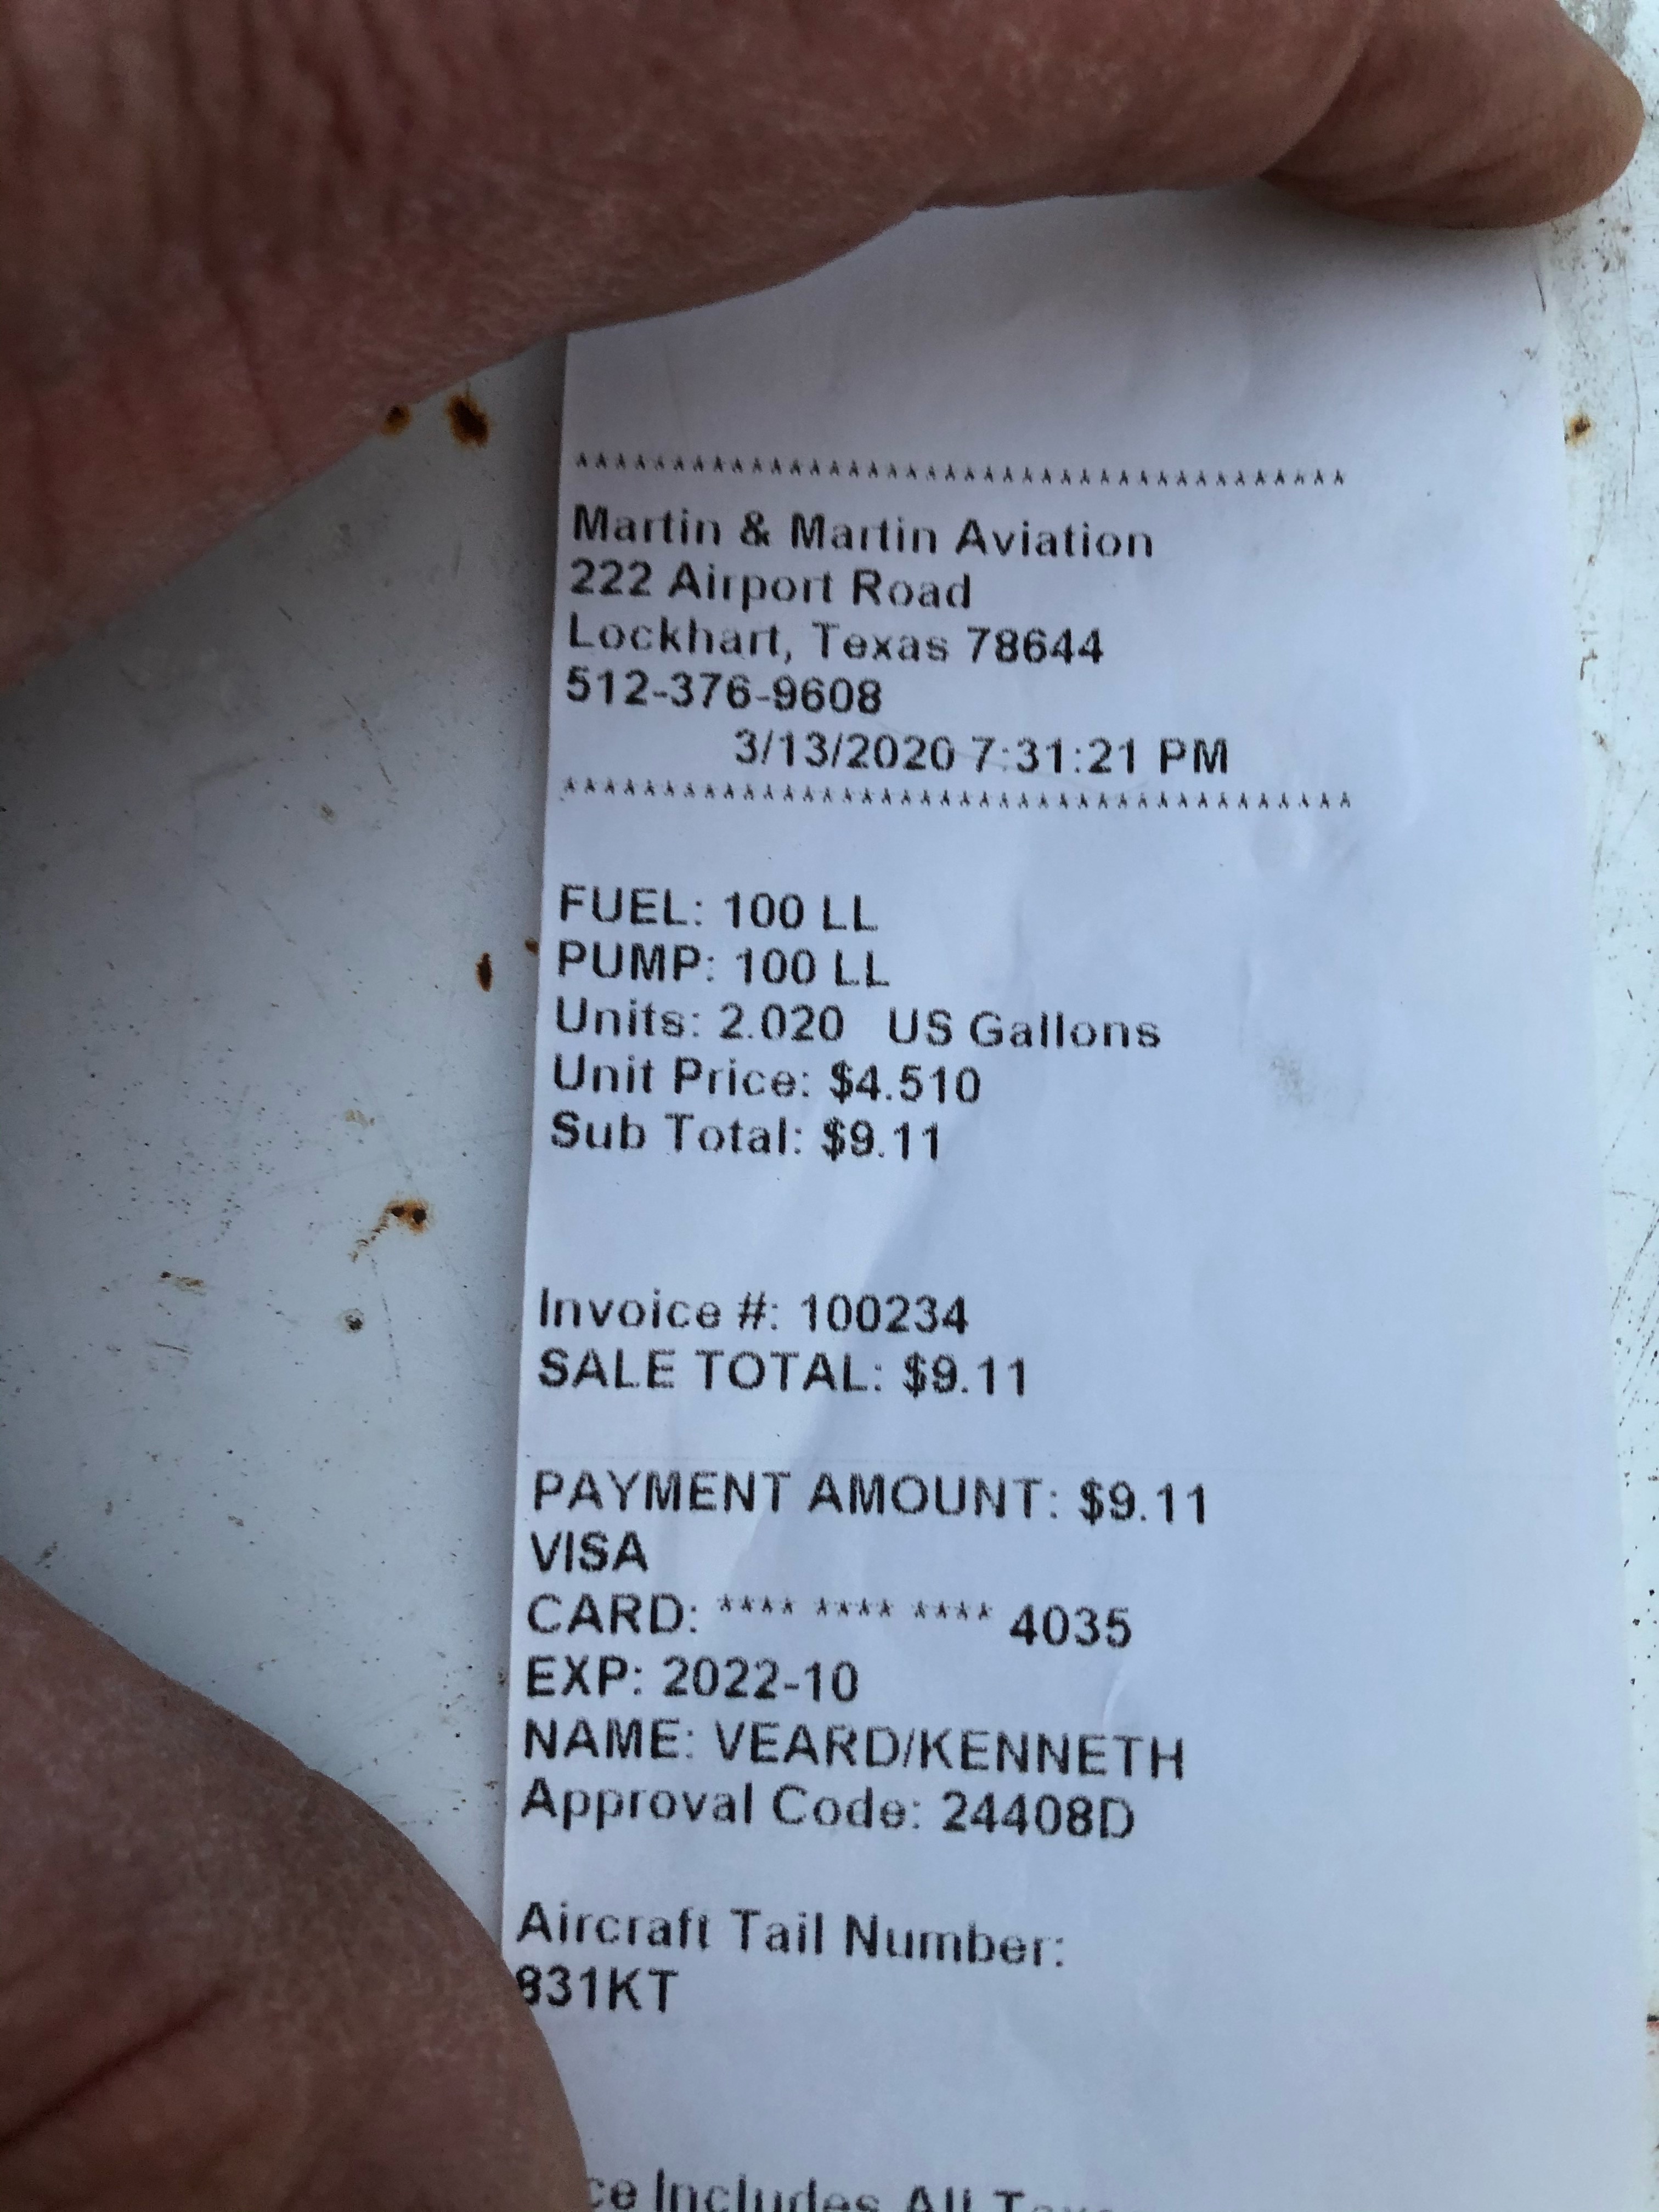 ****************************************
Martin & Martin Aviation
222 Airport Road
Lockhart, Texas 78644
512-376-9608
3/13/2020 7:31:21 PM
****************************************
FUEL: 100 LL
PUMP: 100 LL
Units: 2.020 US Gallons
Unit Price: $4.510
Sub Total: $9.11
Invoice #: 100234
SALE TOTAL: $9.11
PAYMENT AMOUNT: $9.11
VISA
CARD: **** **** **** 4035
EXP: 2022-10
NAME: VEARD/KENNETH
Approval Code: 24408D
Aircraft Tail Number:
831KT
Includes All